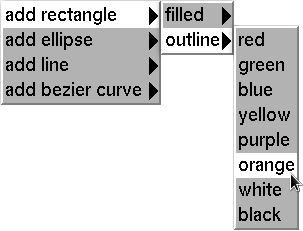 add rectangle
add ellipse
add line
add bezier curve
filled
outline
red
green
blue
yellow
purple
orange
white
black